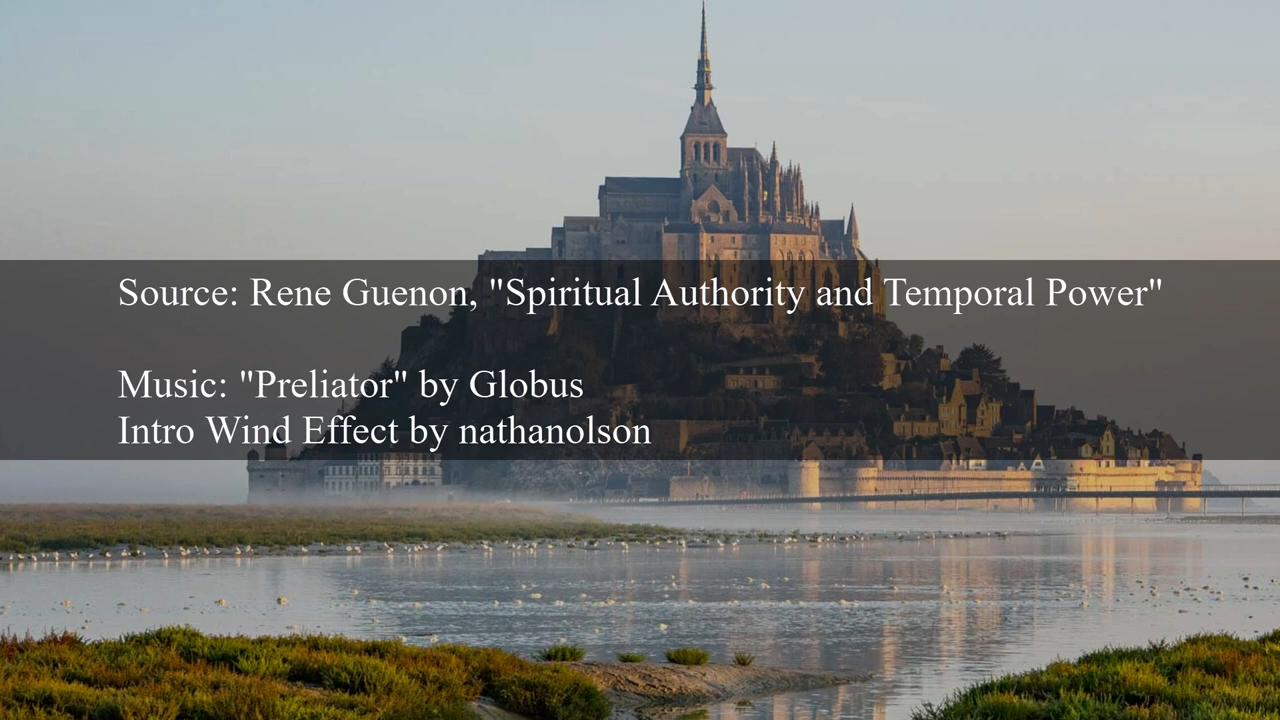 Source: Rene Guenon, "Spiritual Authority and Temporal Power"
Music: "Preliator" by Globus
Intro Wind Effect by nathanolson